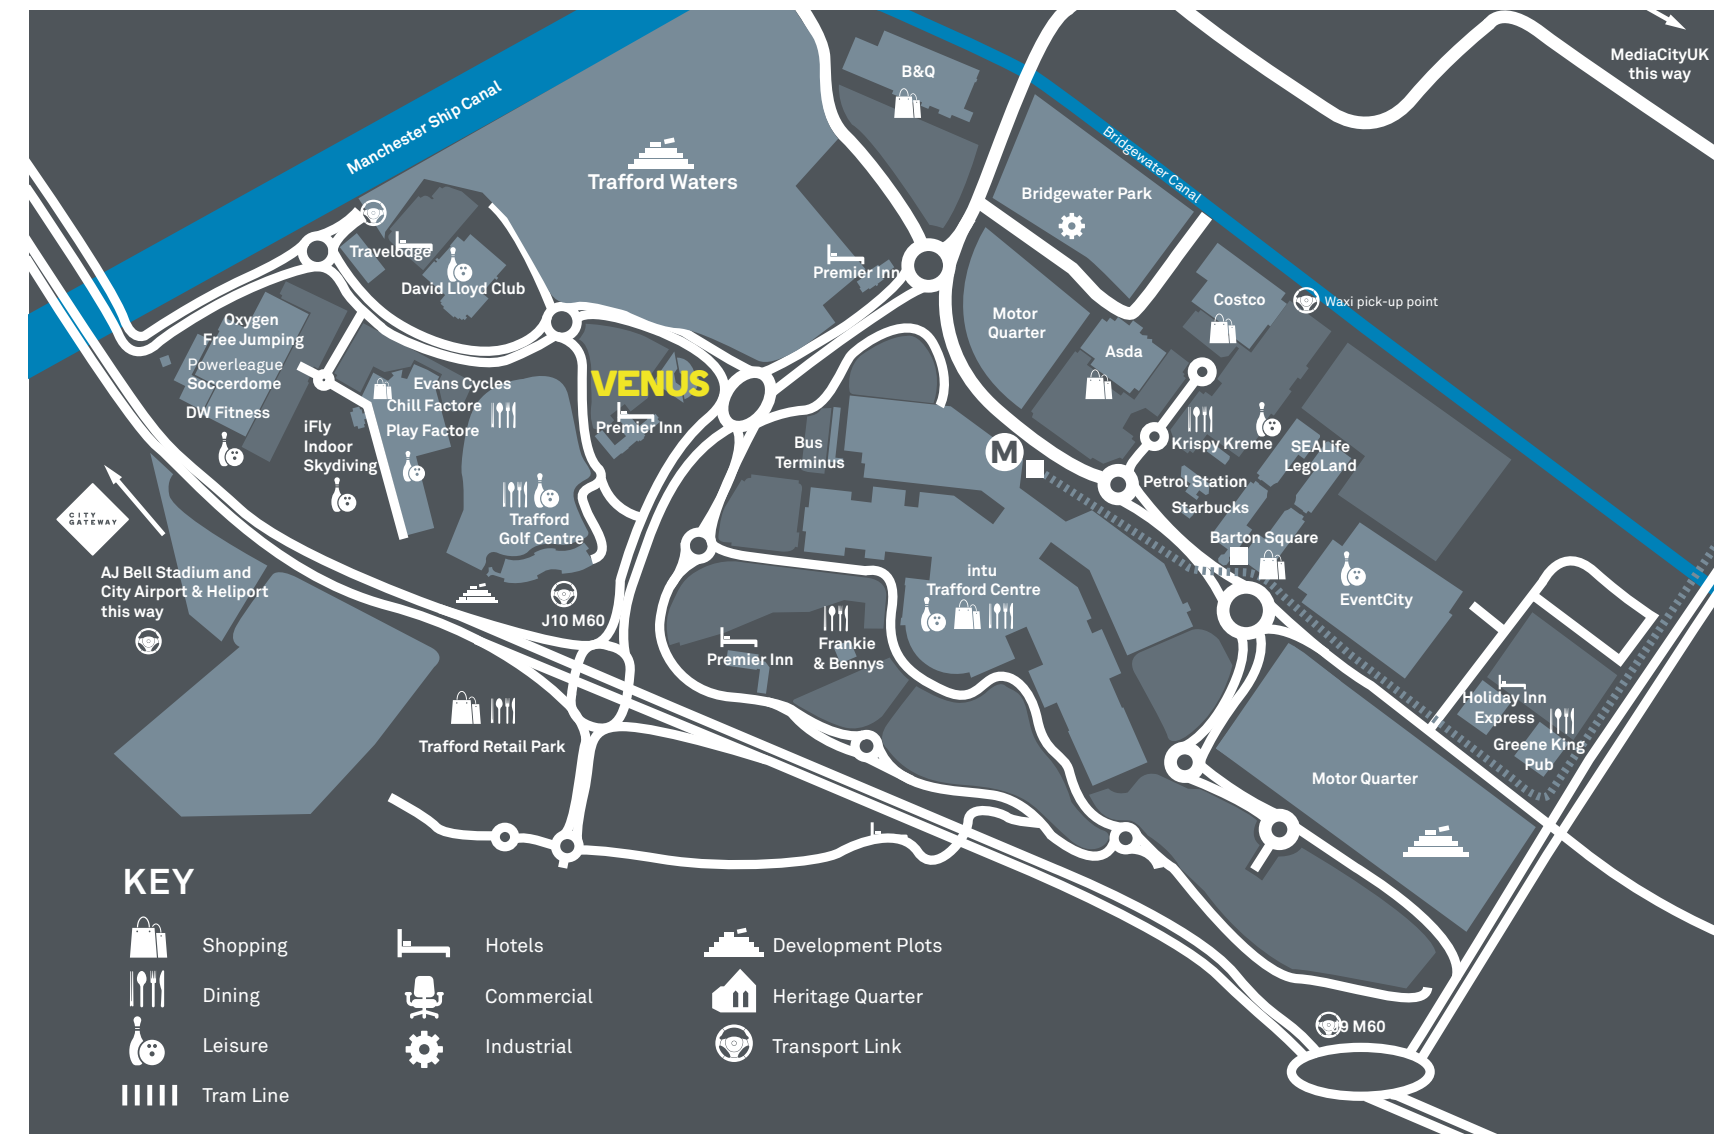 MediaCityUK
this way
B&Q
Manchester Ship Canal
Bridgewater Canal
Trafford Waters
Bridgewater Park
Travelodge
Premier Inn
David Lloyd Club
Costco
Waxi pick-up point
Motor
Quarter
Oxygen
Free Jumping
Asda
Powerleague
Soccerdome
Evans Cycles
VENUS
Chill Factore
DW Fitness
Play Factore
Premier Inn
iFly
Indoor
Skydiving
Bus
Terminus
M
Krispy Kreme
SEALife
LegoLand
Petrol Station
Starbucks
CITY
GATEWAY
Trafford
Golf Centre
Barton Square
AJ Bell Stadium and
City Airport & Heliport
this way
intu
Trafford Centre
EventCity
J10 M60
Frankie
& Bennys
Premier Inn
Holiday Inn
Express
Trafford Retail Park
Greene King
Pub
Motor Quarter
KEY
Shopping
Hotels
Development Plots
Dining
Commercial
Heritage Quarter
J9 M60
Leisure
Industrial
Transport Link
Tram Line